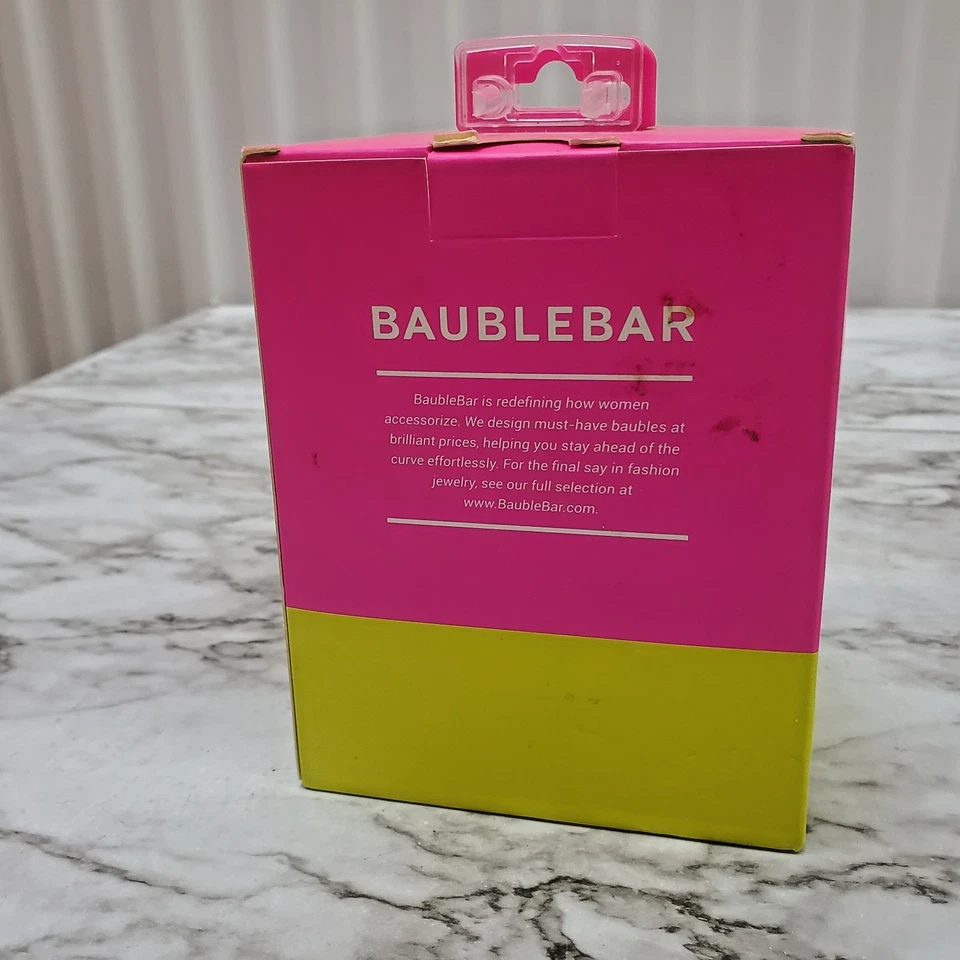 BAUBLEBAR
BaubleBar is redefining how women
accessorize. We design must-have baubles at
brilliant prices, helping you stay ahead of the
curve effortlessly. For the final say in fashion
jewelry, see our full selection at
www.BaubleBar.com.